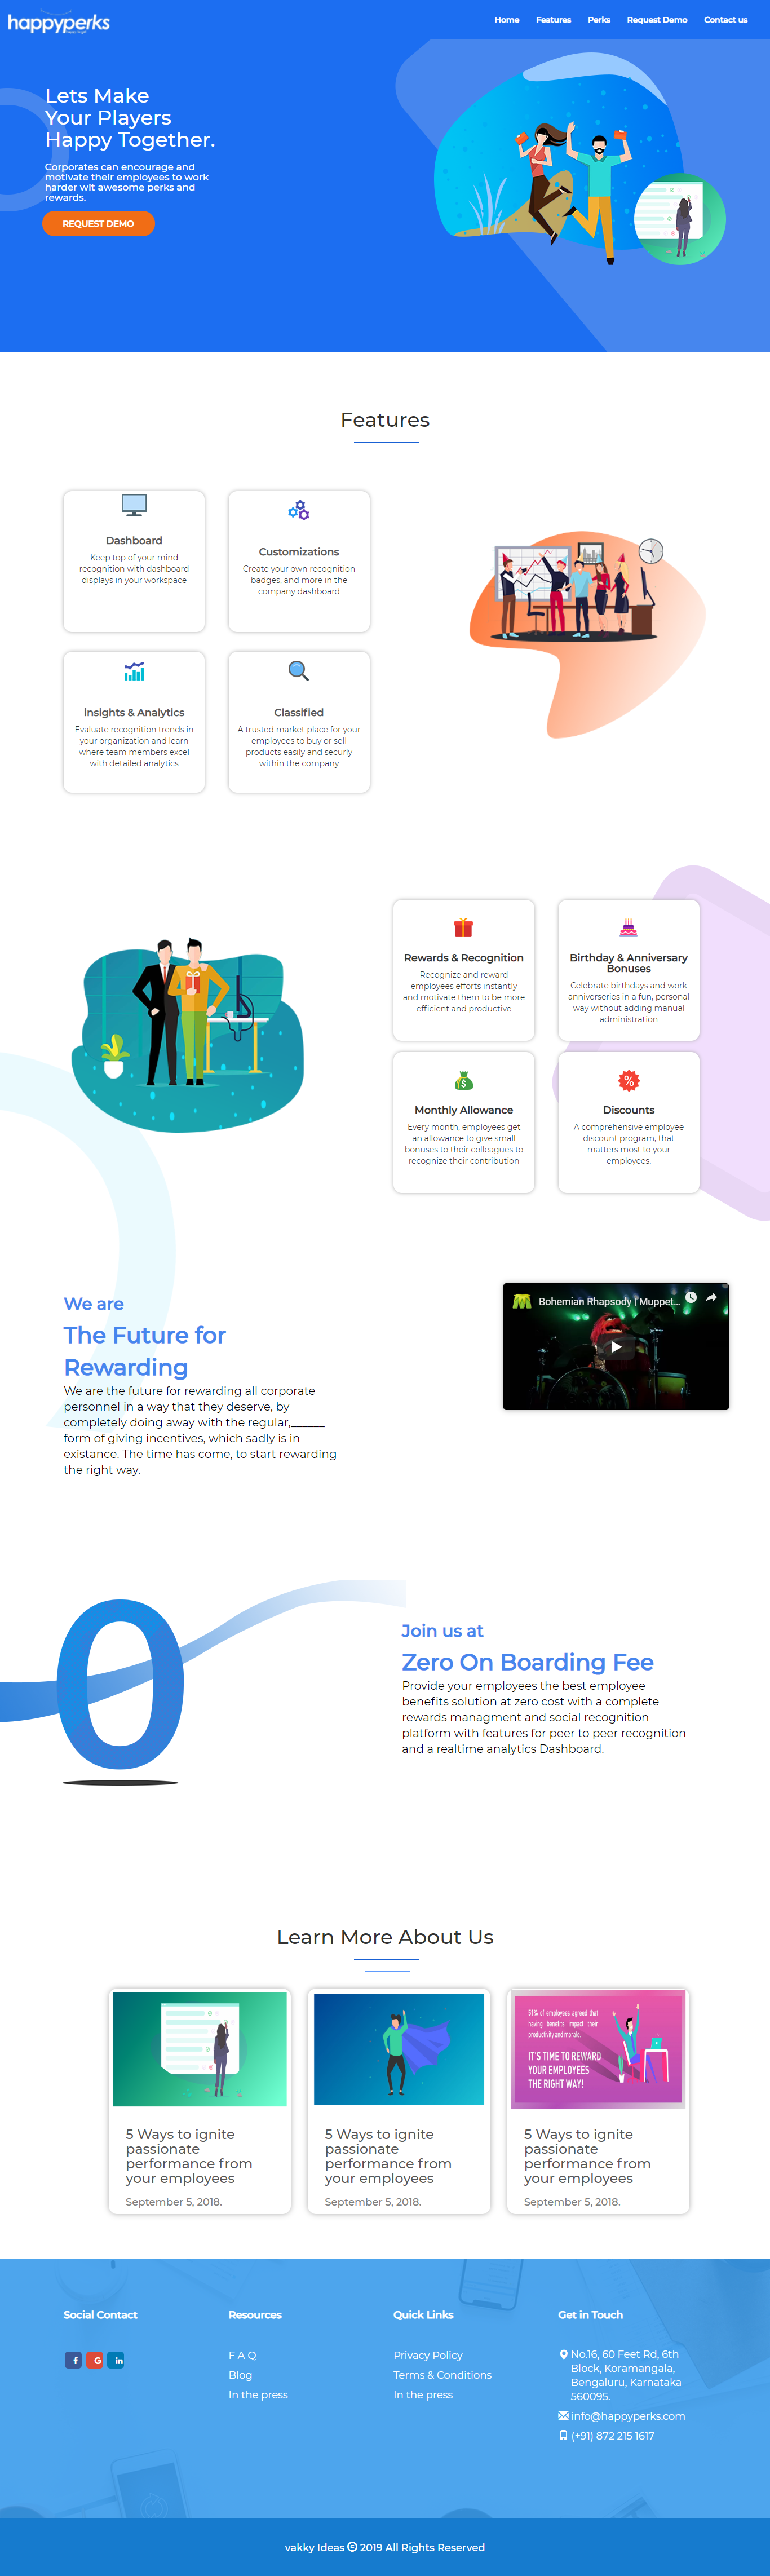 happyperks
Home Features Perks Request Demo Contact us
Lets Make
Your Players
Happy Together.
Corporates can encourage and
motivate their employees to work
harder wit awesome perks and
rewards.
REQUEST DEMO
Features
Dashboard
Keep top of your mind
recognition with dashboard
displays in your workspace
Customizations
Create your own recognition
badges, and more in the
company dashboard
insights & Analytics
Evaluate recognition trends in
your organization and learn
where team members excel
with detailed analytics
Classified
A trusted market place for your
employees to buy or sell
products easily and securly
within the company
Rewards & Recognition
Recognize and reward
employees efforts instantly
and motivate them to be more
efficient and productive
Birthday & Anniversary
Bonuses
Celebrate birthdays and work
annverseries in a fun, personal
way without adding manual
administration
Monthly Allowance
Every month, employees get
an allowance to give small
bonuses to their colleagues to
recognize their contribution
Discounts
A comprehensive employee
discount program, that
matters most to your
employees.
We are
The Future for
Rewarding
We are the future for rewarding all corporate
personnel in a way that they deserve, by
completely doing away with the regular,______
form of giving incentives, which sadly is in
existance. The time has come, to start rewarding
the right way.
Bohemian Rhapsody | Muppet...
0
Join us at
Zero On Boarding Fee
Provide your employees the best employee
benefits solution at zero cost with a complete
rewards managment and social recognition
platform with features for peer to peer recognition
and a realtime analytics Dashboard.
Learn More About Us
5 Ways to ignite
passionate
performance from
your employees
September 5, 2018.
5 Ways to ignite
passionate
performance from
your employees
September 5, 2018.
51% of employees agreed that
having benefits impact their
productivity and morale.
IT'S TIME TO REWARD
YOUR EMPLOYEES
THE RIGHT WAY!
5 Ways to ignite
passionate
performance from
your employees
September 5, 2018.
Social Contact
f G in
Resources
F A Q
Blog
In the press
Quick Links
Privacy Policy
Terms & Conditions
In the press
Get in Touch
No.16, 60 Feet Rd, 6th
Block, Koramangala,
Bengaluru, Karnataka
560095.
info@happyperks.com
(+91) 872 215 1617
vakky Ideas © 2019 All Rights Reserved